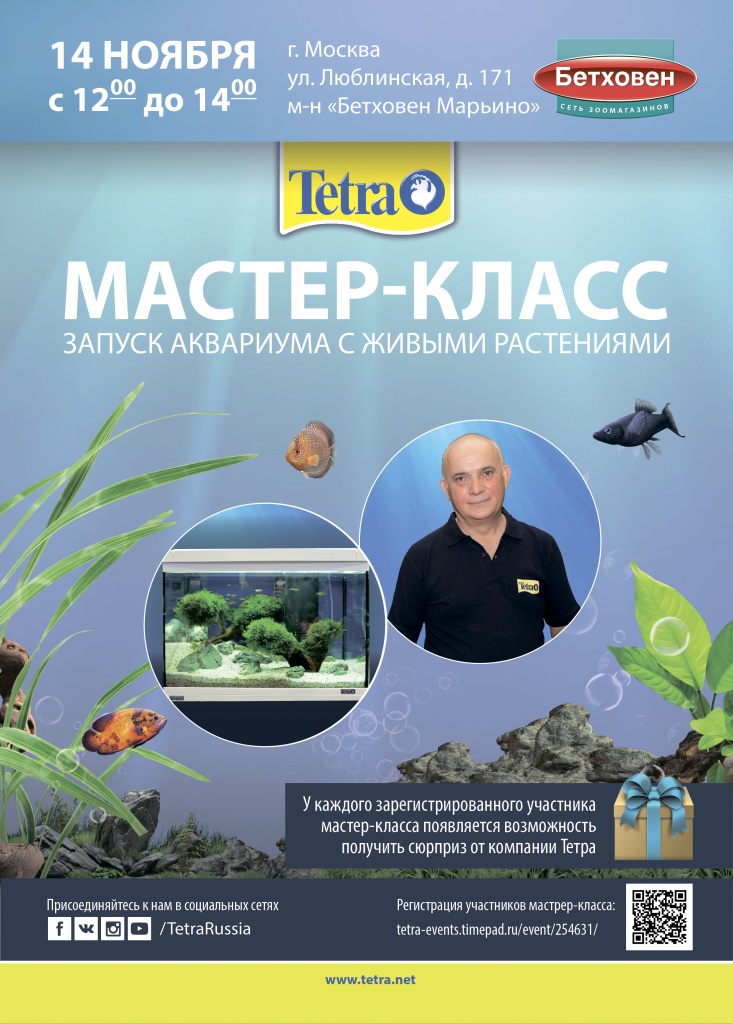 14 НОЯБРЯ
с 12⁰⁰ до 14⁰⁰
г. Москва
ул. Люблинская, д. 171
м-н «Бетховен Марьино»
Бетховен
СЕТЬ ЗООМАГАЗИНОВ
Tetra
МАСТЕР-КЛАСС
ЗАПУСК АКВАРИУМА С ЖИВЫМИ РАСТЕНИЯМИ
Tetra
У каждого зарегистрированного участника
мастер-класса появляется возможность
получить сюрприз от компании Тетра
Присоединяйтесь к нам в социальных сетях
/TetraRussia
Регистрация участников мастрер-класса:
tetra-events.timepad.ru/event/254631/
www.tetra.net